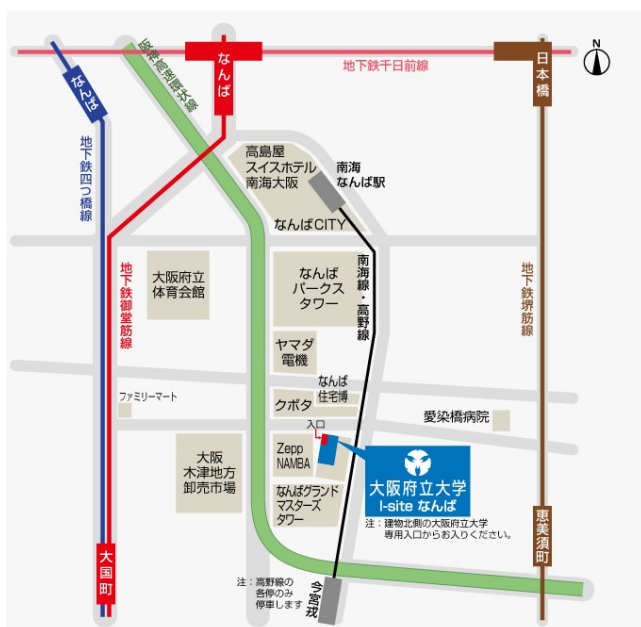 なんば
阪神高速環状線
なんば
地下鉄千日前線
日本橋
N
地下鉄四つ橋線
高島屋
スイスホテル
南海大阪
南海
なんば駅
なんばCITY
大阪府立
体育会館
なんば
パークス
タワー
南海線・高野線
地下鉄御堂筋線
地下鉄堺筋線
ヤマダ
電機
なんば
住宅博
ファミリーマート
クボタ
入口
愛染橋病院
大阪
木津地方
卸売市場
Zepp
NAMBA
大阪府立大学
I-site なんば
なんばグランド
マスターズ
タワー
注：建物北側の大阪府立大学
専用入口からお入りください。
大国町
注：高野線の
各停のみ
停車します
今宮戎
恵美須町